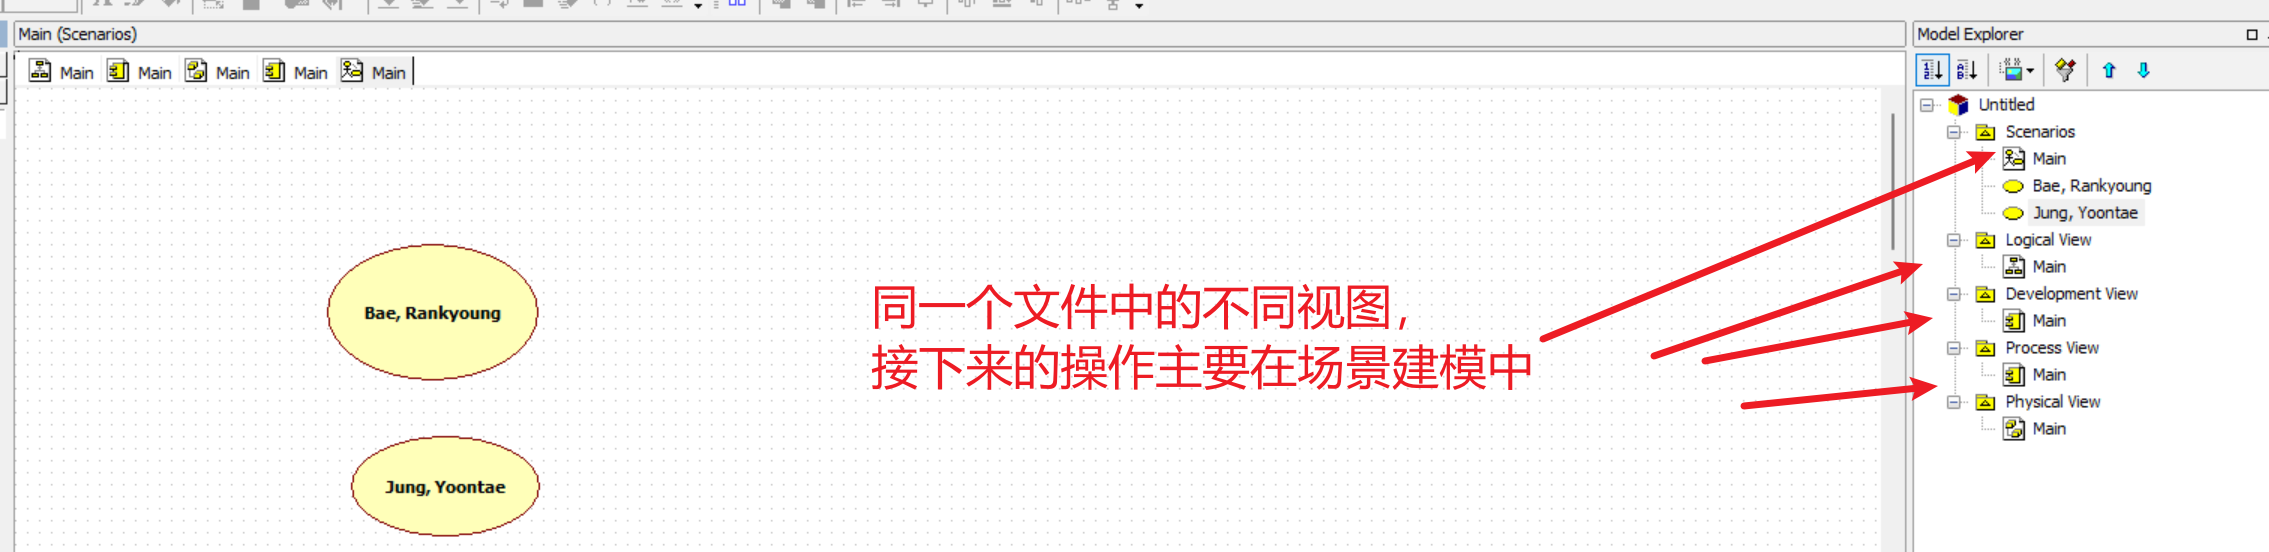 Main (Scenarios)
Main Main Main Main Main
Bae, Rankyoung
Jung, Yoontae
同一个文件中的不同视图，
接下来的操作主要在场景建模中
Model Explorer
Untitled
Scenarios
Main
Bae, Rankyoung
Jung, Yoontae
Logical View
Main
Development View
Main
Process View
Main
Physical View
Main